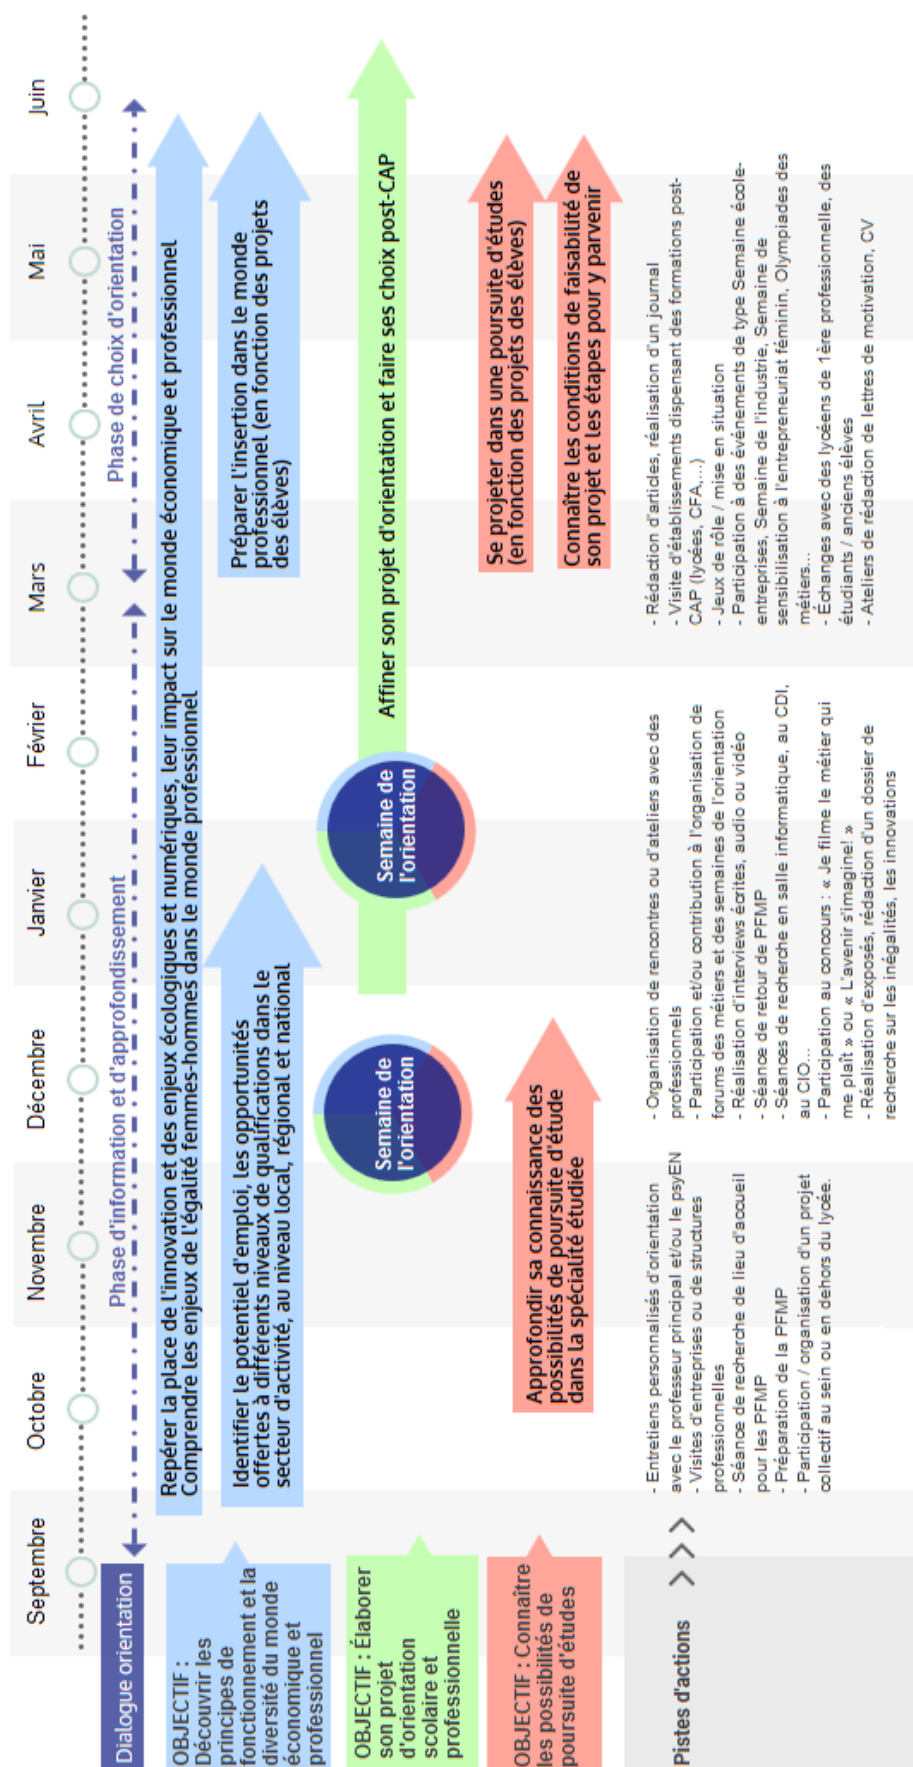 Septembre
Octobre
Novembre
Décembre
Janvier
Février
Mars
Avril
Mai
Juin
Dialogue orientation
Phase d'information et d'approfondissement
Phase de choix d'orientation
OBJECTIF :
Découvrir les
principes de
fonctionnement et la
diversité du monde
économique et
professionnel
Repérer la place de l'innovation et des enjeux écologiques et numériques, leur impact sur le monde économique et professionnel
Comprendre les enjeux de l'égalité femmes-hommes dans le monde professionnel
Identifier le potentiel d'emploi, les opportunités
offertes à différents niveaux de qualifications dans le
secteur d'activité, au niveau local, régional et national
Préparer l'insertion dans le monde
professionnel (en fonction des projets
des élèves)
OBJECTIF : Élaborer
son projet
d'orientation
scolaire et
professionnelle
Semaine de
l'orientation
Semaine de
l'orientation
Affiner son projet d'orientation et faire ses choix post-CAP
OBJECTIF : Connaître
les possibilités de
poursuite d'études
Approfondir sa connaissance des
possibilités de poursuite d'étude
dans la spécialité étudiée
Se projeter dans une poursuite d'études
(en fonction des projets des élèves)
Connaître les conditions de faisabilité de
son projet et les étapes pour y parvenir
Pistes d'actions
- Entretiens personnalisés d'orientation
avec le professeur principal et/ou le psyEN
- Visites d'entreprises ou de structures
professionnelles
- Séance de recherche de lieu d'accueil
pour les PFMP
- Préparation de la PFMP
- Participation / organisation d'un projet
collectif au sein ou en dehors du lycée.
- Organisation de rencontres ou d'ateliers avec des
professionnels
- Participation et/ou contribution à l'organisation de
forums des métiers et des semaines de l'orientation
- Réalisation d'interviews écrites, audio ou vidéo
- Séance de retour de PFMP
- Séances de recherche en salle informatique, au CDI,
au CIO...
- Participation au concours : « Je filme le métier qui
me plaît » ou « L'avenir s'imagine! »
- Réalisation d'exposés, rédaction d'un dossier de
recherche sur les inégalités, les innovations
- Rédaction d'articles, réalisation d'un journal
- Visite d'établissements dispensant des formations post-
CAP (lycées, CFA,...)
- Jeux de rôle / mise en situation
- Participation à des événements de type Semaine école-
entreprises, Semaine de l'industrie, Semaine de
sensibilisation à l'entrepreneuriat féminin, Olympiades des
métiers...
- Échanges avec des lycéens de 1ère professionnelle, des
étudiants / anciens élèves
- Ateliers de rédaction de lettres de motivation, CV